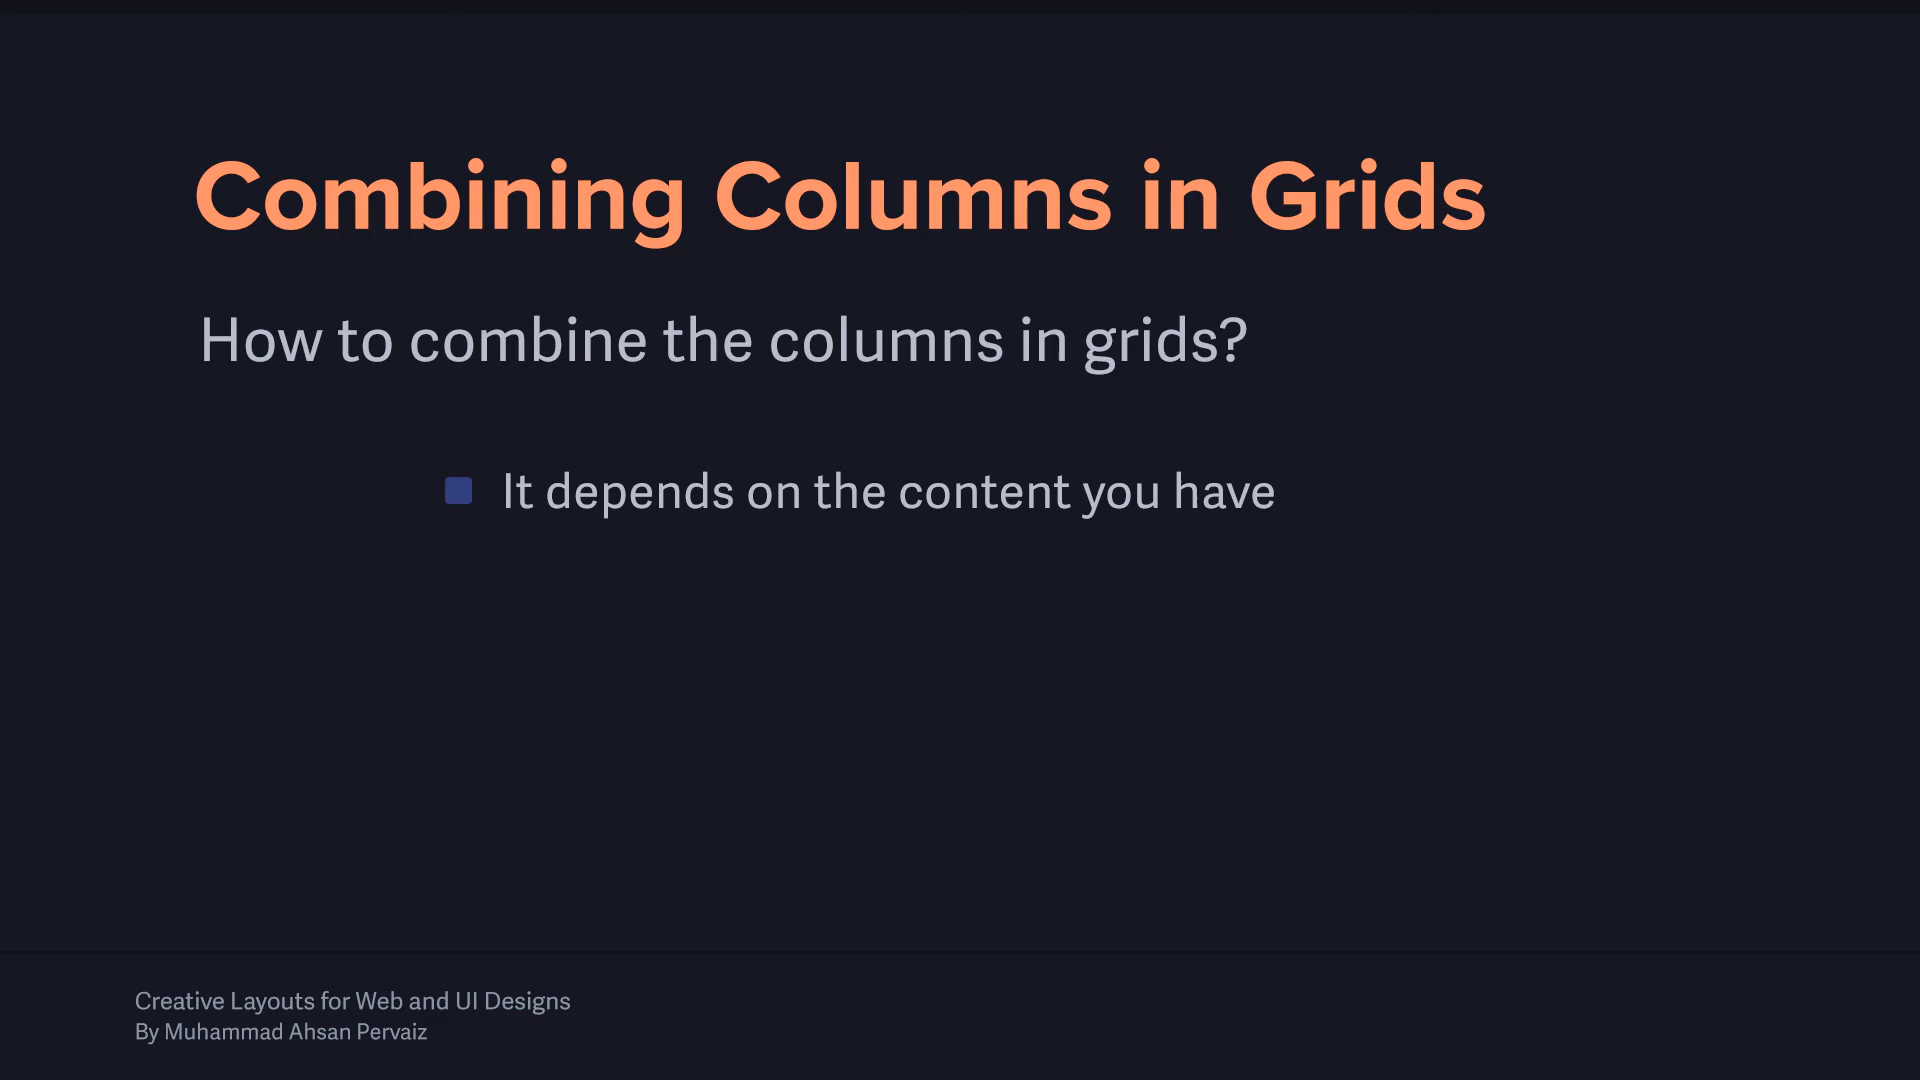 Combining Columns in Grids
How to combine the columns in grids?
It depends on the content you have
Creative Layouts for Web and UI Designs
By Muhammad Ahsan Pervaiz